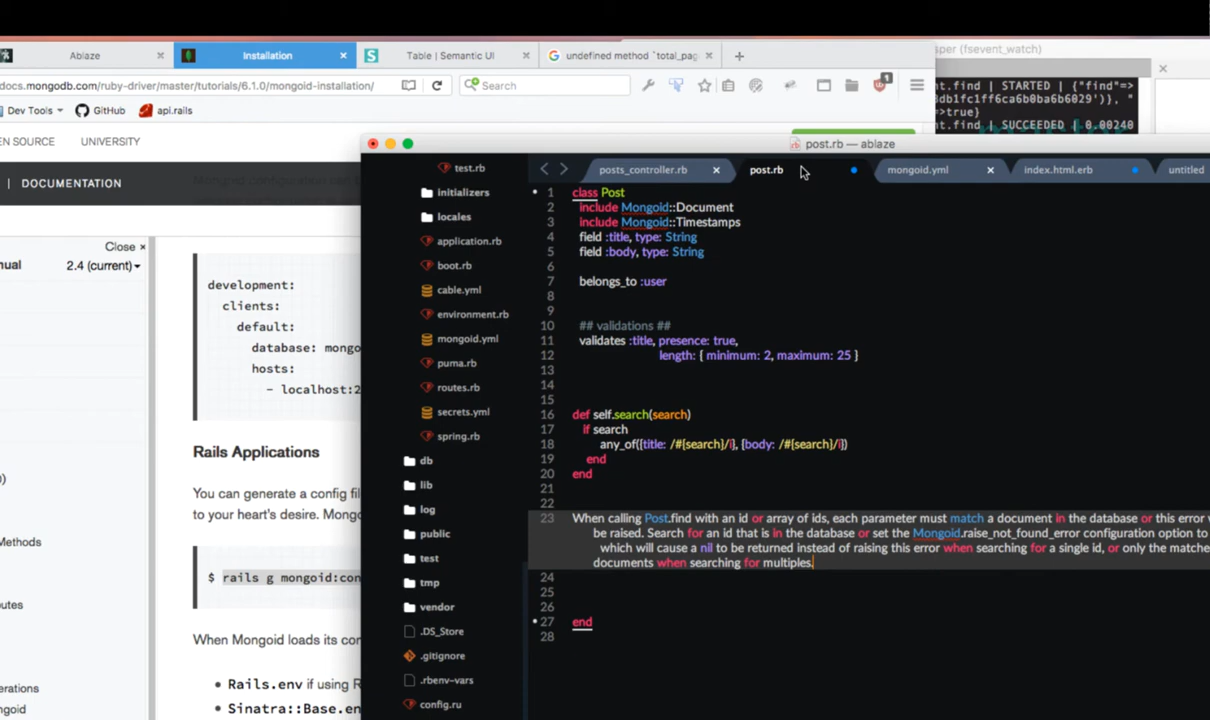 Ablaze
Installation
Table | Semantic UI
undefined method `total_pag
sper (fsevent_watch)
docs.mongodb.com/ruby-driver/master/tutorials/6.1.0/mongoid-installation/
Search
1
Dev Tools
GitHub
api.rails
EN SOURCE
UNIVERSITY
nt.find | STARTED | {"find"=>
db1fc1ff6ca6b0ba6b6029')}, "
=>true}
nt.find | SUCCEEDED | 0.00240
DOCUMENTATION
Close ×
nual
2.4 (current)
development:
clients:
default:
database: mongo
hosts:
- localhost:2
Rails Applications
You can generate a config fil
to your heart's desire. Mongo
$ rails g mongoid:con
When Mongoid loads its con
Rails.env if using R
Sinatra::Base.en
Methods
butes
erations
ngoid
post.rb — ablaze
test.rb
initializers
locales
application.rb
boot.rb
cable.yml
environment.rb
mongoid.yml
puma.rb
routes.rb
secrets.yml
spring.rb
db
lib
log
public
test
tmp
vendor
.DS_Store
.gitignore
.rbenv-vars
config.ru
posts_controller.rb
post.rb
mongoid.yml
index.html.erb
untitled
1 class Post
2 include Mongoid::Document
3 include Mongoid::Timestamps
4 field :title, type: String
5 field :body, type: String
6
7 belongs_to :user
8
9
10 ## validations ##
11 validates :title, presence: true,
12 length: { minimum: 2, maximum: 25 }
13
14
15
16 def self.search(search)
17 if search
18 any_of({title: /#{search}/i}, {body: /#{search}/i})
19 end
20 end
21
22
23 When calling Post.find with an id or array of ids, each parameter must match a document in the database or this error w
be raised. Search for an id that is in the database or set the Mongoid.raise_not_found_error configuration option to
which will cause a nil to be returned instead of raising this error when searching for a single id, or only the matche
documents when searching for multiples.
24
25
26
27 end
28